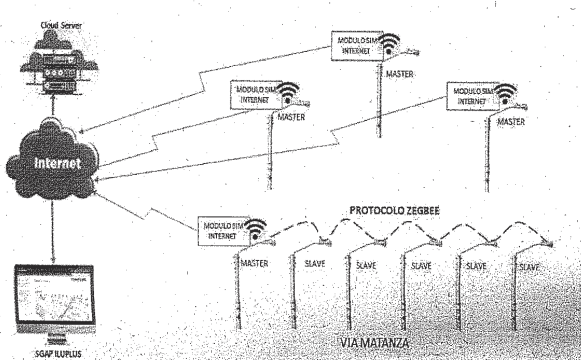 Cloud Server
MODULO SIM
INTERNET
MASTER
MODULO SIM
INTERNET
MASTER
MODULO SIM
INTERNET
MASTER
Internet
PROTOCOLO ZEGBEE
MODULO SIM
INTERNET
MASTER
SLAVE
SLAVE
SLAVE
SLAVE
SLAVE
SGAP ILUPLUS
VIA MATANZA